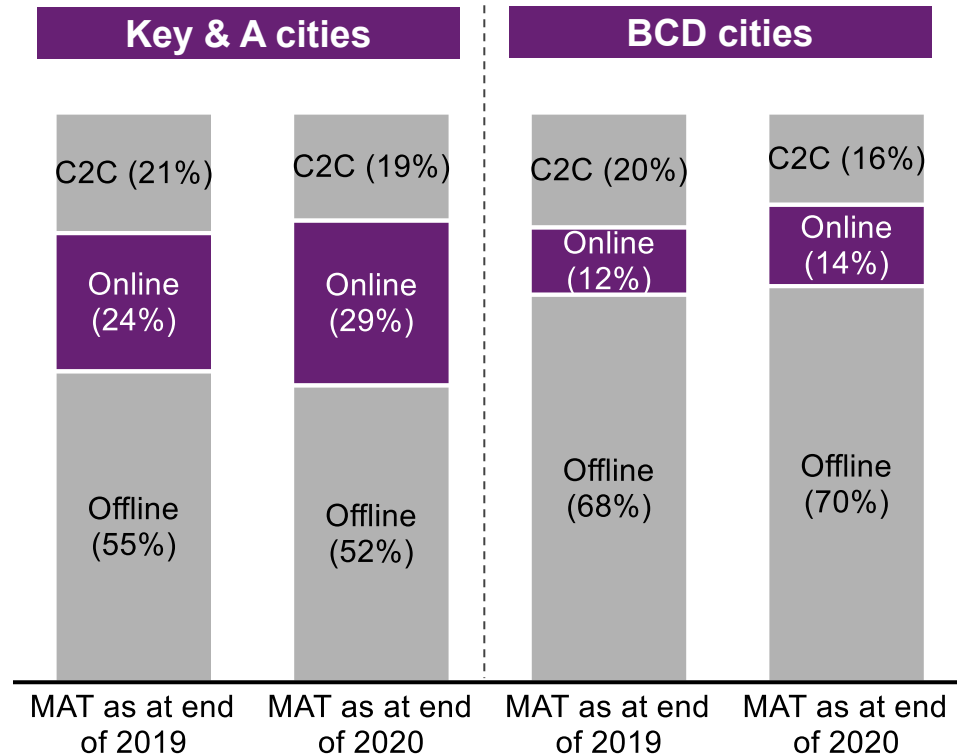 Key & A cities
BCD cities
C2C (21%)
Online
(24%)
Offline
(55%)
MAT as at end
of 2019
C2C (19%)
Online
(29%)
Offline
(52%)
MAT as at end
of 2020
C2C (20%)
Online
(12%)
Offline
(68%)
MAT as at end
of 2019
C2C (16%)
Online
(14%)
Offline
(70%)
MAT as at end
of 2020